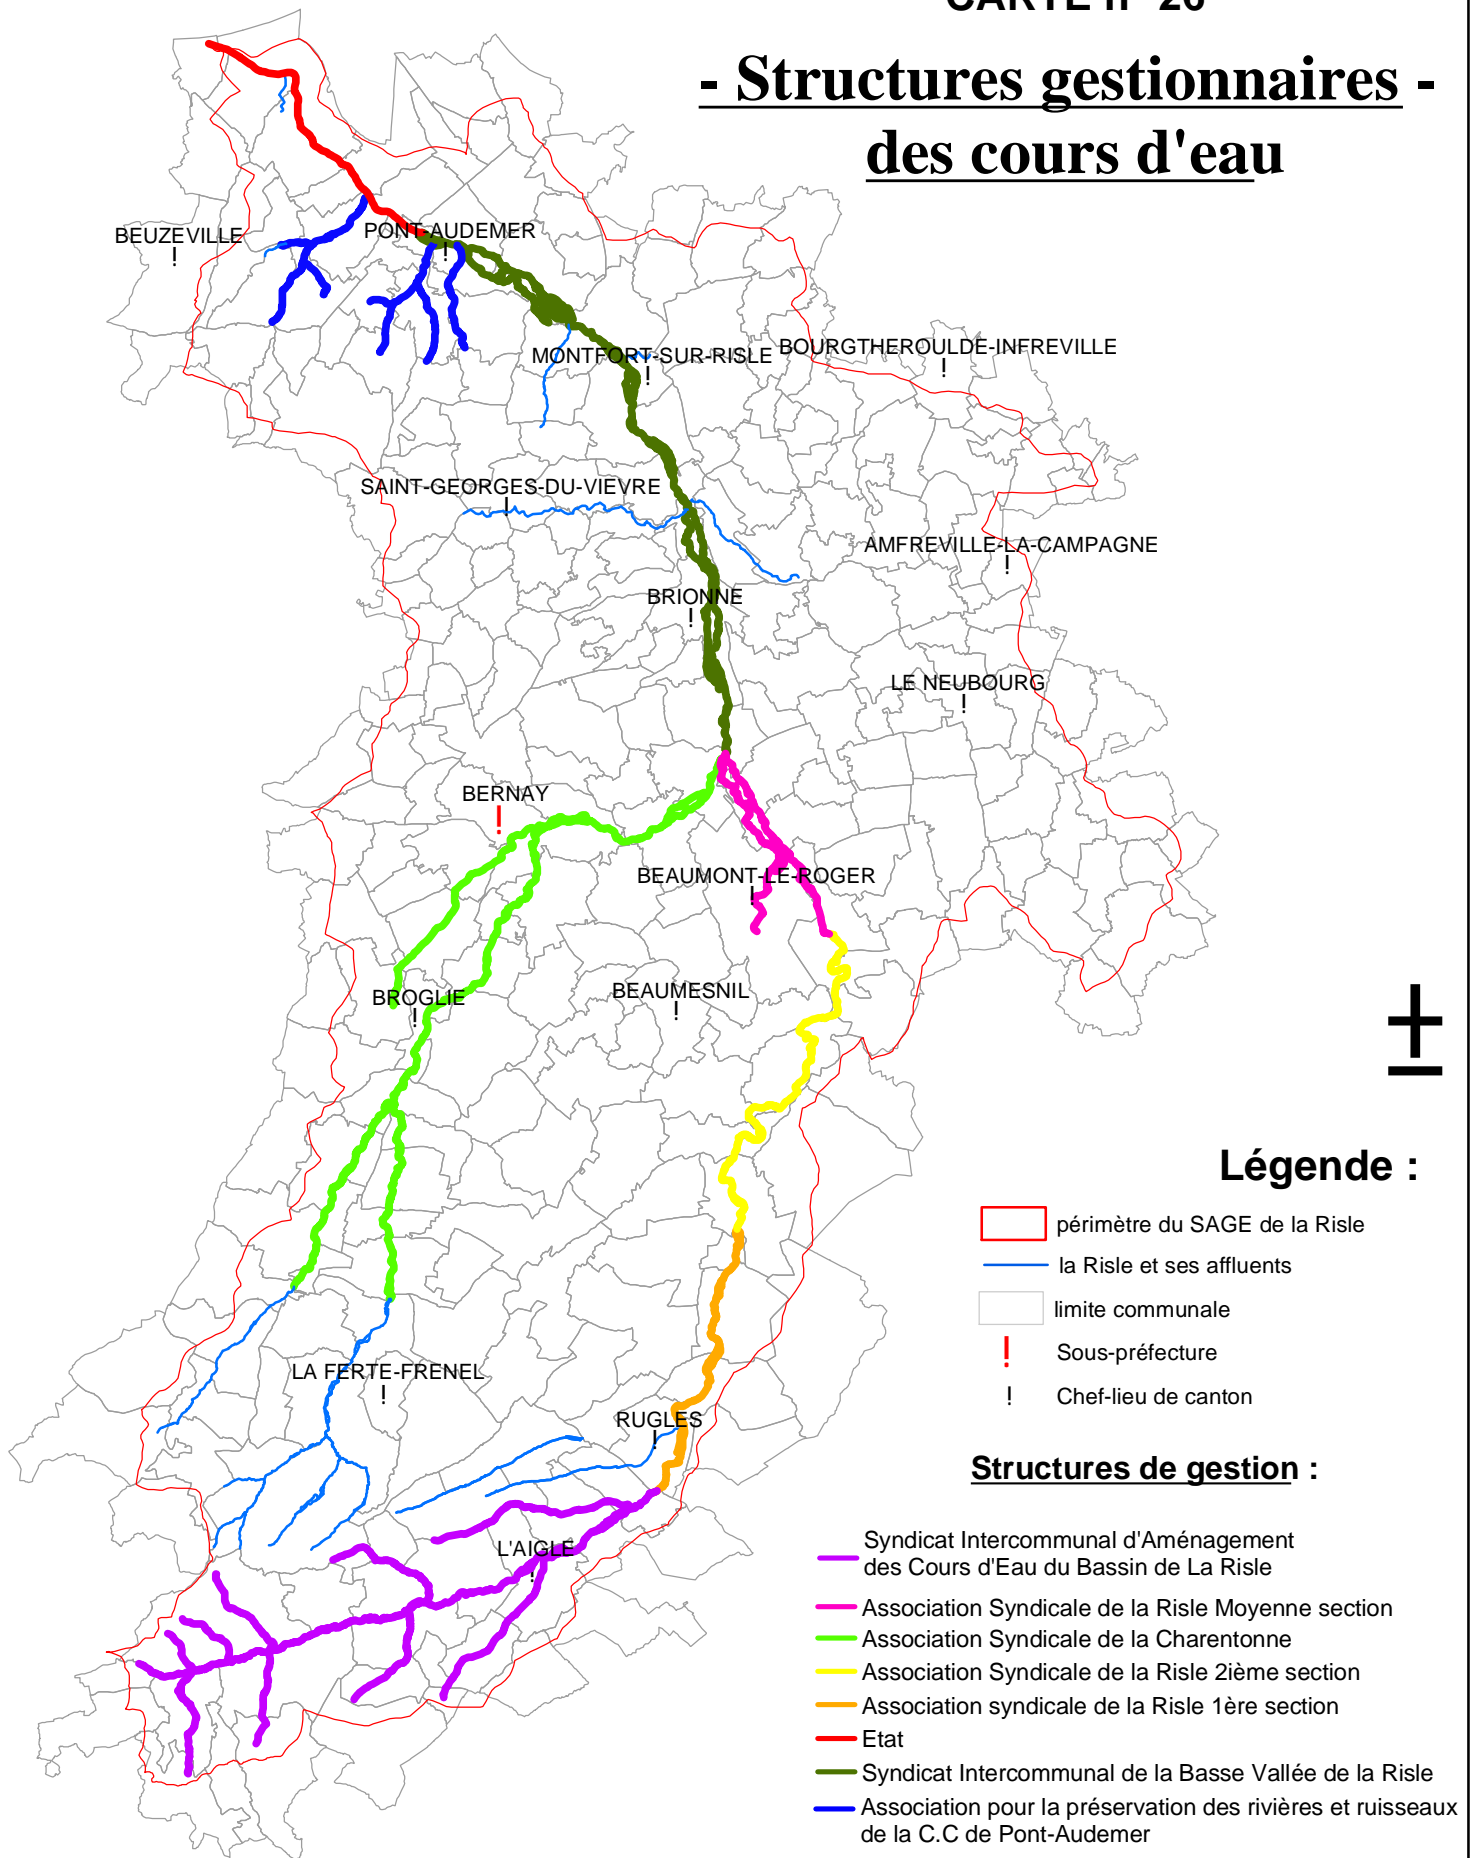 CARTE n° 26
- Structures gestionnaires -
des cours d'eau
BEUZEVILLE
PONT-AUDEMER
MONTFORT-SUR-RISLE
BOURGTHEROULDE-INFREVILLE
SAINT-GEORGES-DU-VIEVRE
AMFREVILLE-LA-CAMPAGNE
BRIONNE
LE NEUBOURG
BERNAY
BEAUMONT-LE-ROGER
BROGLIE
BEAUMESNIL
LA FERTE-FRENEL
RUGLES
L'AIGLE
Légende :
périmètre du SAGE de la Risle
la Risle et ses affluents
limite communale
Sous-préfecture
Chef-lieu de canton
Structures de gestion :
Syndicat Intercommunal d'Aménagement
des Cours d'Eau du Bassin de La Risle
Association Syndicale de la Risle Moyenne section
Association Syndicale de la Charentonne
Association Syndicale de la Risle 2ième section
Association syndicale de la Risle 1ère section
Etat
Syndicat Intercommunal de la Basse Vallée de la Risle
Association pour la préservation des rivières et ruisseaux
de la C.C de Pont-Audemer